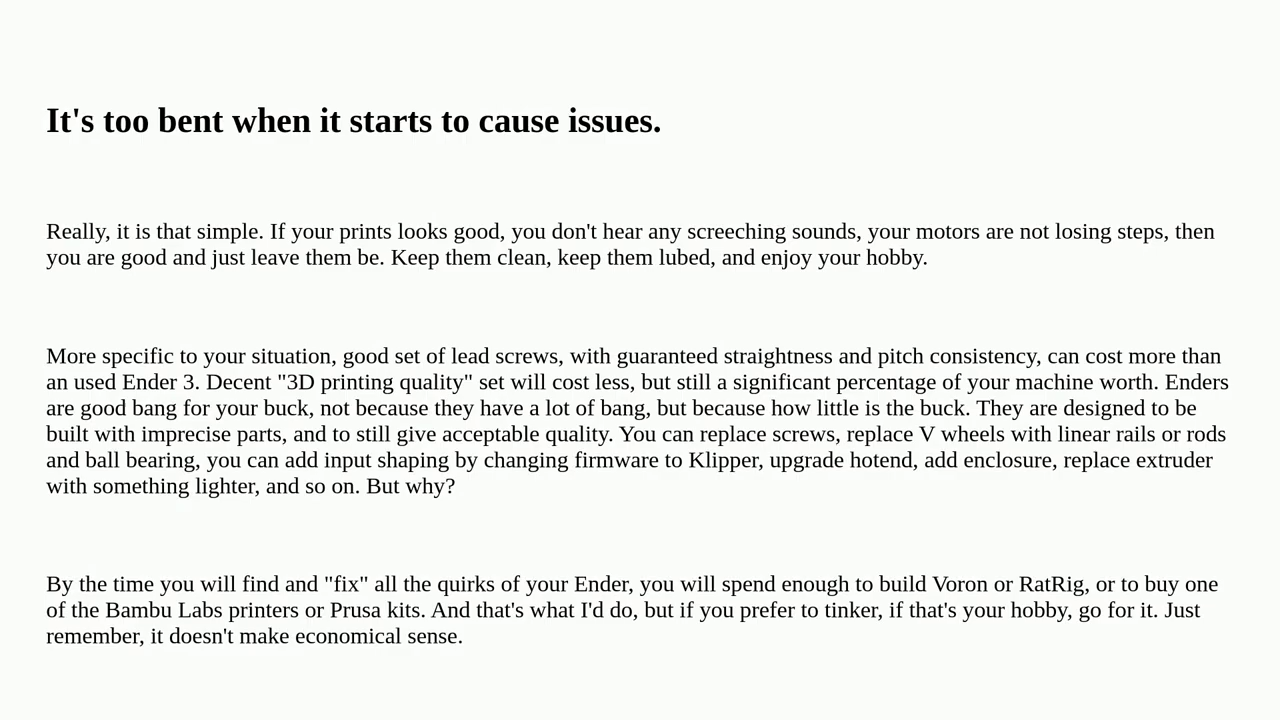 It's too bent when it starts to cause issues.
Really, it is that simple. If your prints looks good, you don't hear any screeching sounds, your motors are not losing steps, then
you are good and just leave them be. Keep them clean, keep them lubed, and enjoy your hobby.
More specific to your situation, good set of lead screws, with guaranteed straightness and pitch consistency, can cost more than
an used Ender 3. Decent "3D printing quality" set will cost less, but still a significant percentage of your machine worth. Enders
are good bang for your buck, not because they have a lot of bang, but because how little is the buck. They are designed to be
built with imprecise parts, and to still give acceptable quality. You can replace screws, replace V wheels with linear rails or rods
and ball bearing, you can add input shaping by changing firmware to Klipper, upgrade hotend, add enclosure, replace extruder
with something lighter, and so on. But why?
By the time you will find and "fix" all the quirks of your Ender, you will spend enough to build Voron or RatRig, or to buy one
of the Bambu Labs printers or Prusa kits. And that's what I'd do, but if you prefer to tinker, if that's your hobby, go for it. Just
remember, it doesn't make economical sense.